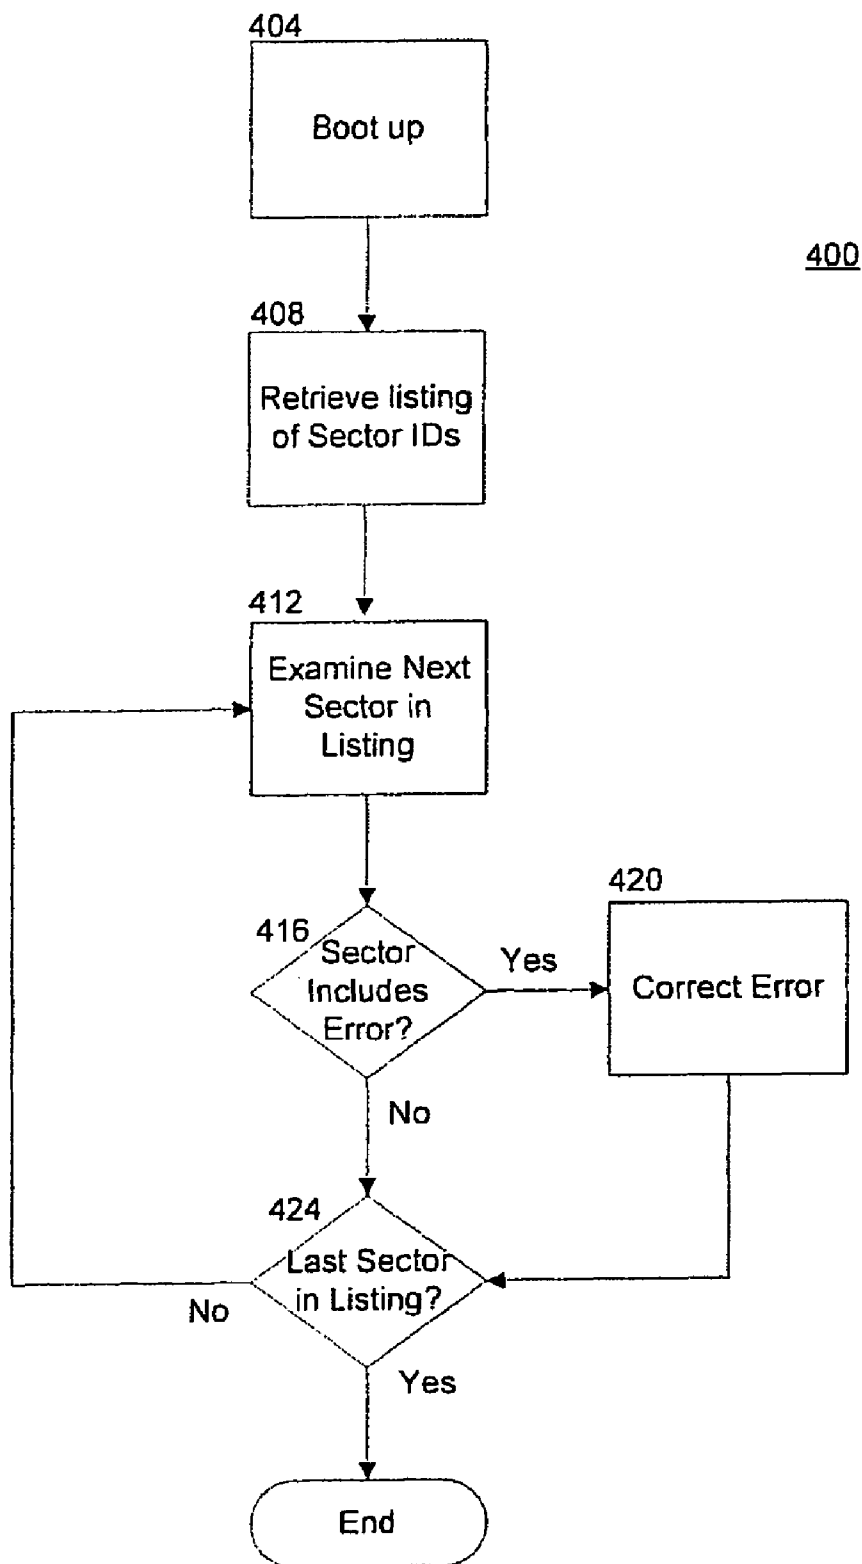 404
Boot up
400
408
Retrieve listing
of Sector IDs
412
Examine Next
Sector in
Listing
416
Sector
Includes
Error?
Yes
420
Correct Error
No
424
Last Sector
in Listing?
No
Yes
End